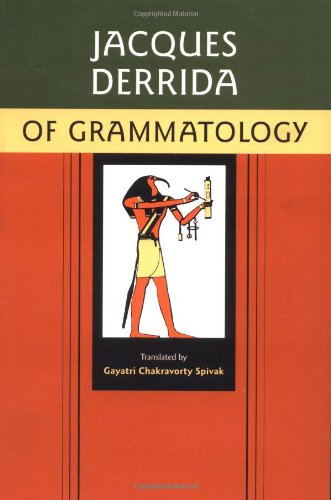 JACQUES
DERRIDA
OF GRAMMATOLOGY
Translated by
Gayatri Chakravorty Spivak